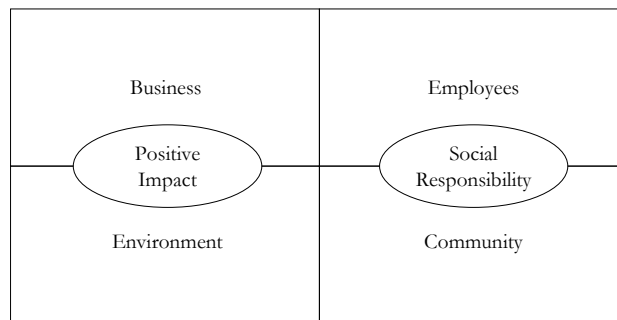 Business
Employees
Positive
Impact
Social
Responsibility
Environment
Community